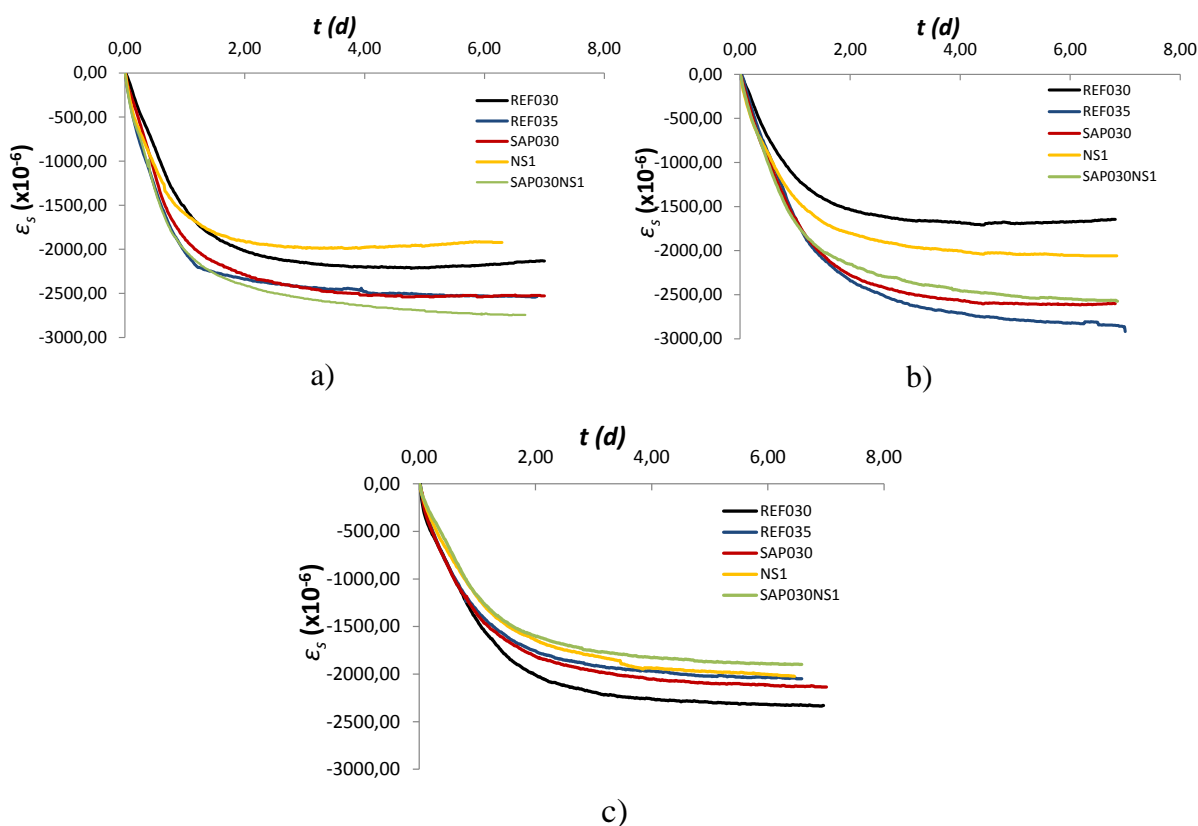 t (d)
0,00 2,00 4,00 6,00 8,00
0,00
-500,00
-1000,00
-1500,00
-2000,00
-2500,00
-3000,00
εs (x10-6)
REF030
REF035
SAP030
NS1
SAP030NS1
a)
t (d)
0,00 2,00 4,00 6,00 8,00
0,00
-500,00
-1000,00
-1500,00
-2000,00
-2500,00
-3000,00
εs (x10-6)
REF030
REF035
SAP030
NS1
SAP030NS1
b)
t (d)
0,00 2,00 4,00 6,00 8,00
0,00
-500,00
-1000,00
-1500,00
-2000,00
-2500,00
-3000,00
εs (x10-6)
REF030
REF035
SAP030
NS1
SAP030NS1
c)